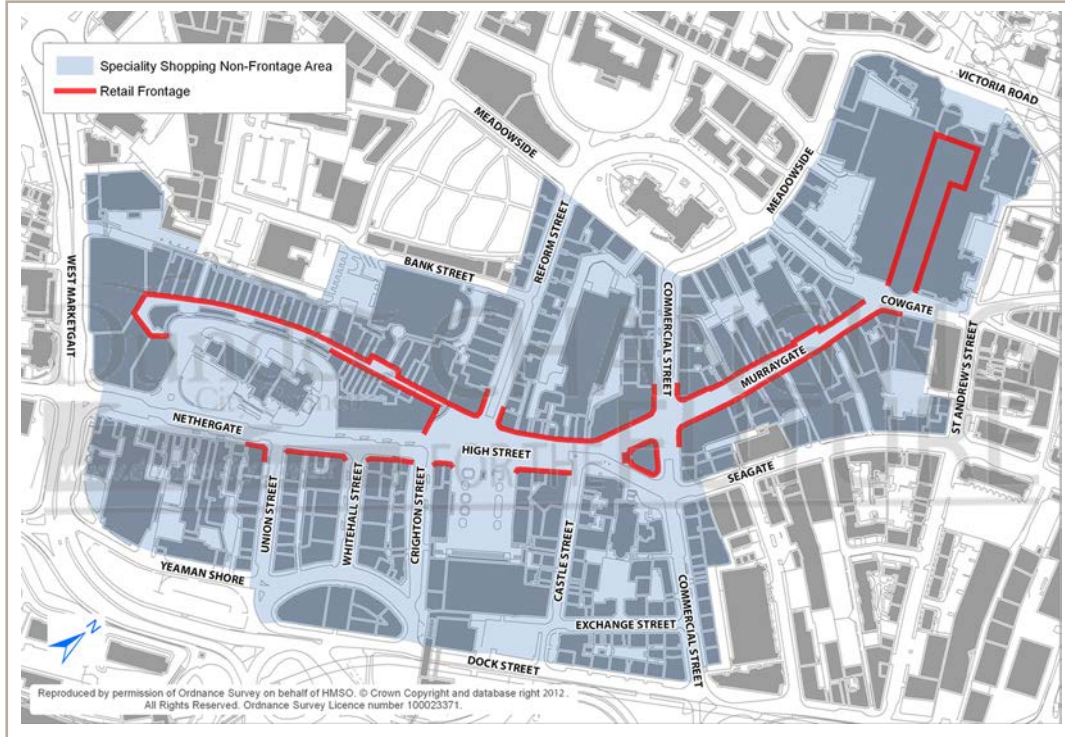 Speciality Shopping Non-Frontage Area
Retail Frontage
VICTORIA ROAD
MEADOWSIDE
MEADOWSIDE
REFORM STREET
BANK STREET
WEST MARKETGAIT
COMMERCIAL STREET
COWGATE
MURRAYGATE
ST ANDREW'S STREET
NETHERGATE
HIGH STREET
SEAGATE
UNION STREET
WHITEHALL STREET
CRIGHTON STREET
CASTLE STREET
COMMERCIAL STREET
YEAMAN SHORE
EXCHANGE STREET
DOCK STREET
N
Reproduced by permission of Ordnance Survey on behalf of HMSO. © Crown Copyright and database right 2012.
All Rights Reserved. Ordnance Survey Licence number 100023371.